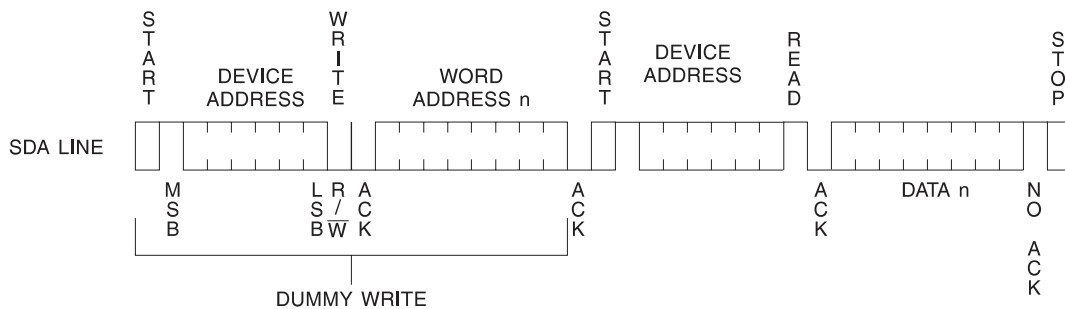 START
DEVICE
ADDRESS
WRITE
WORD
ADDRESS n
START
DEVICE
ADDRESS
READ
STOP
SDA LINE
MSB
LSB
R/W
ACK
ACK
ACK
DATA n
NO ACK
DUMMY WRITE